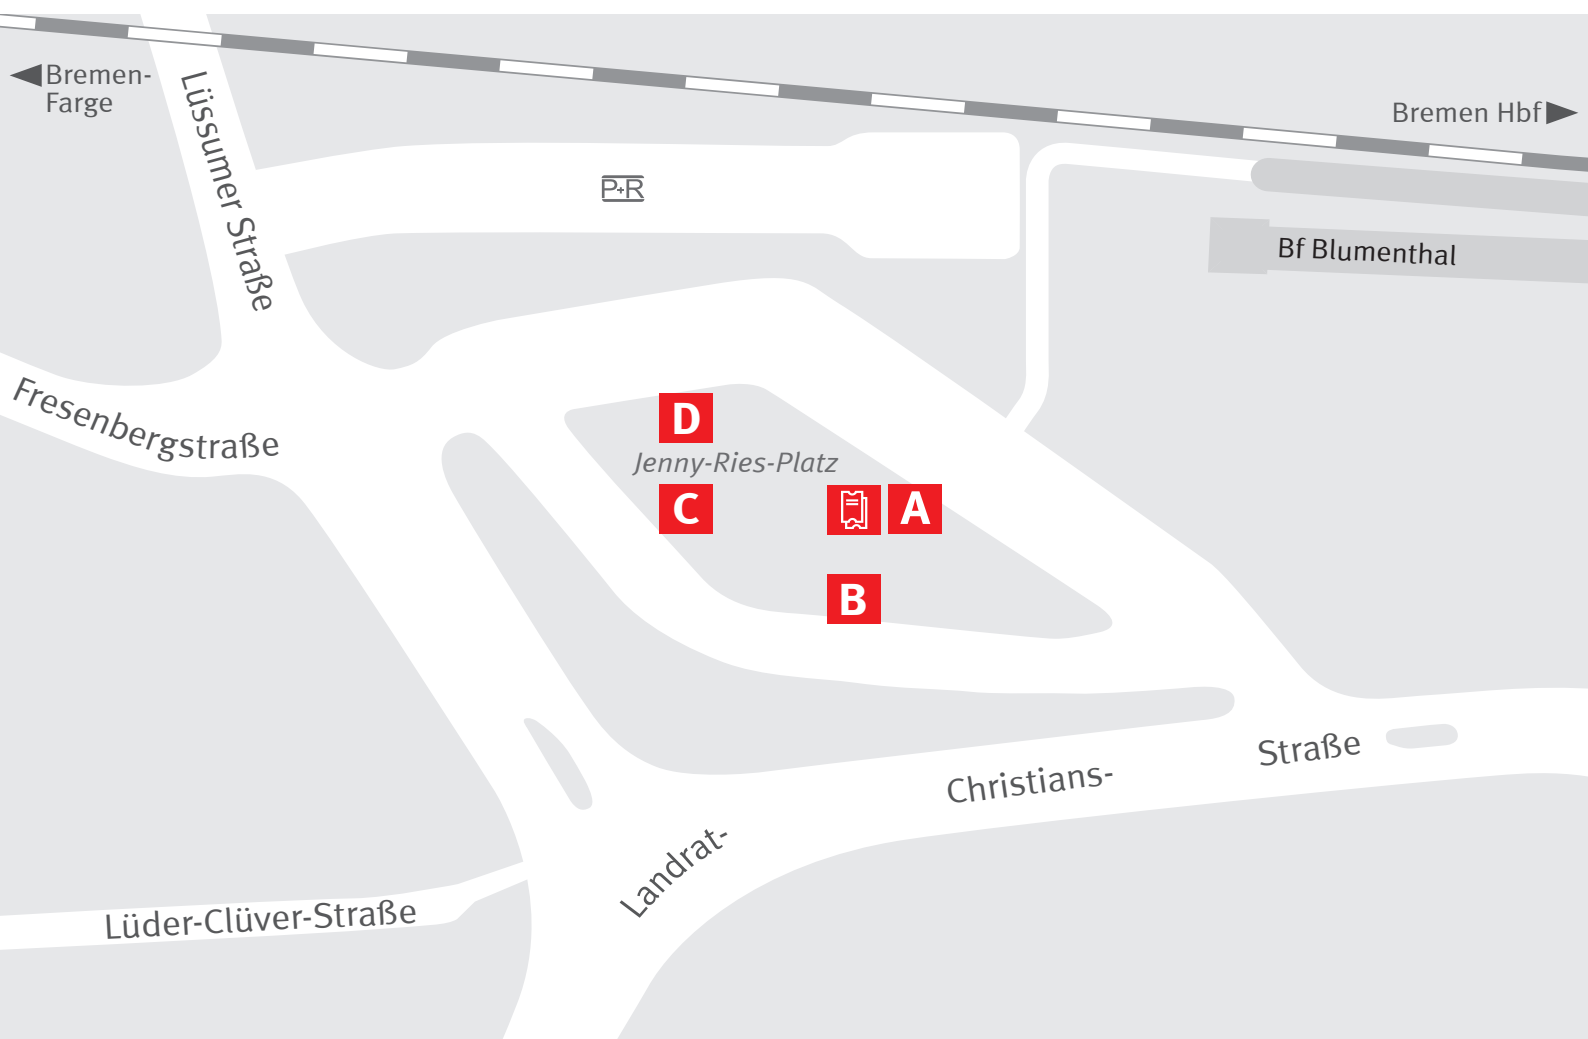 Bremen-
Farge
Lüssumer Straße
Bremen Hbf
P+R
Bf Blumenthal
Fresenbergstraße
D
Jenny-Ries-Platz
C
A
B
Straße
Christians-
Landrat-
Lüder-Clüver-Straße